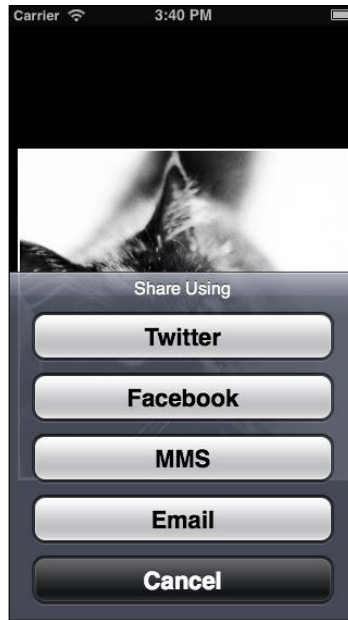 Carrier 3:40 PM
Share Using
Twitter
Facebook
MMS
Email
Cancel